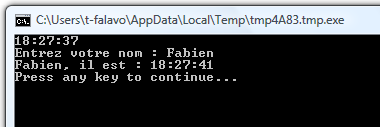 C:\Users\t-falavo\AppData\Local\Temp\tmp4A83.tmp.exe
18:27:37
Entrez votre nom : Fabien
Fabien, il est : 18:27:41
Press any key to continue...